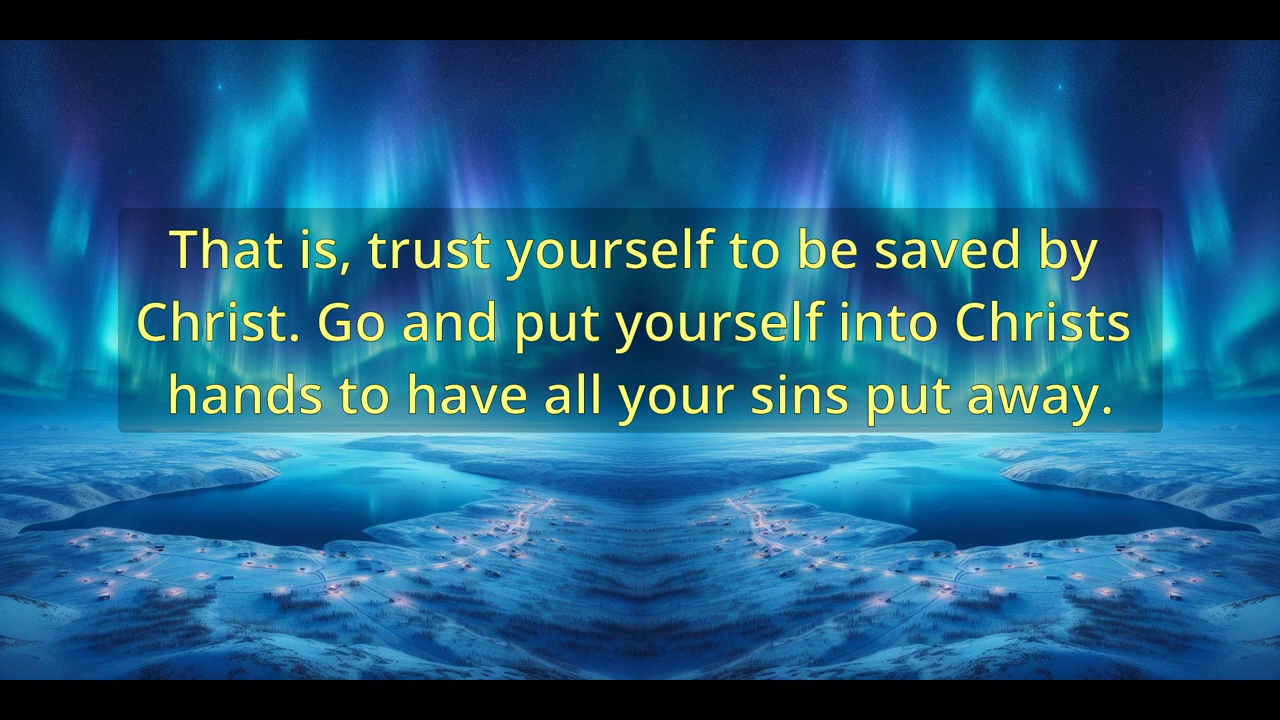 That is, trust yourself to be saved by
Christ. Go and put yourself into Christs
hands to have all your sins put away.